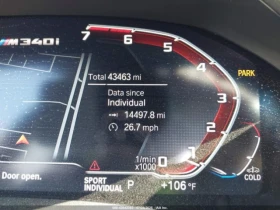 M340i
7 6 5 4 3 2 1 0
PARK
Total 43463 mi
Data since
Individual
14497.8 mi
26.7 mph
1/min
x1000
COLD
Door open.
SPORT
INDIVIDUAL
P
+106 °F